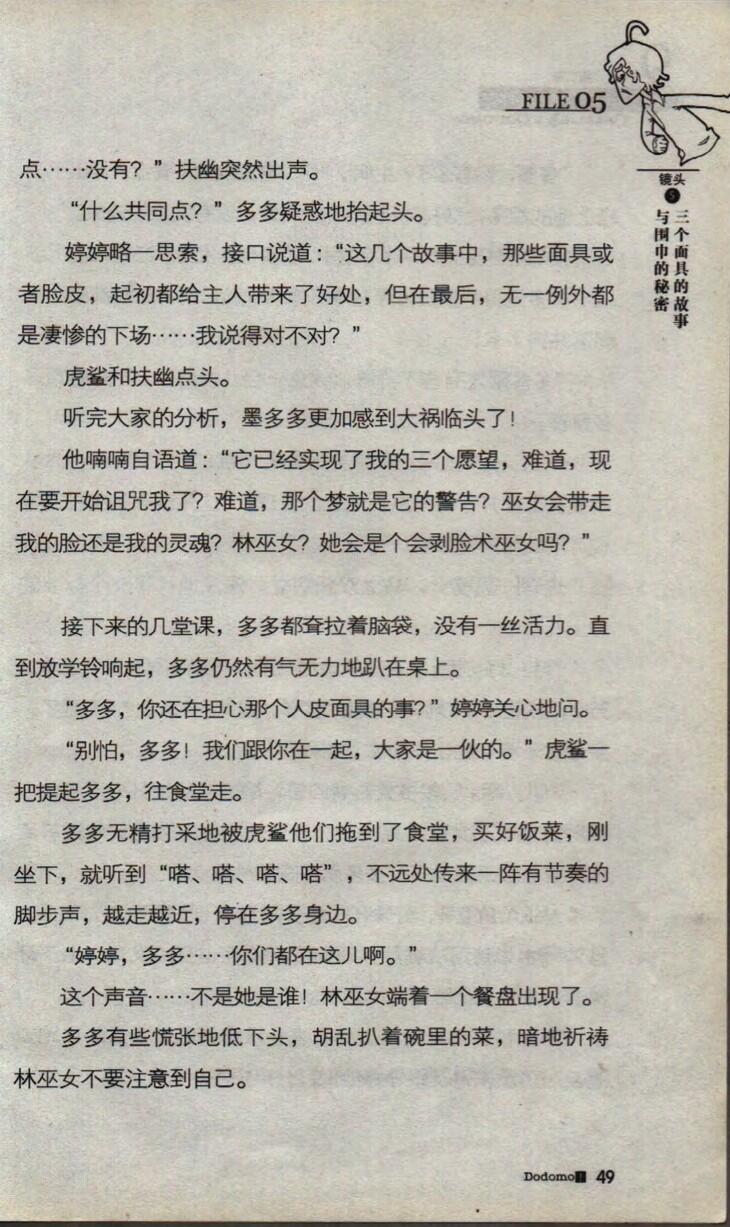 FILE 05
镜头
5
三个面具的故事
与围巾的秘密
点……没有？”扶幽突然出声。
“什么共同点？”多多疑惑地抬起头。
婷婷略一思索，接口说道：“这几个故事中，那些面具或
者脸皮，起初都给主人带来了好处，但在最后，无一例外都
是凄惨的下场……我说得对不对？”
虎鲨和扶幽点头。
听完大家的分析，墨多多更加感到大祸临头了！
他喃喃自语道：“它已经实现了我的三个愿望，难道，现
在要开始诅咒我了？难道，那个梦就是它的警告？巫女会带走
我的脸还是我的灵魂？林巫女？她会是个会剥脸术巫女吗？”
接下来的几堂课，多多都耷拉着脑袋，没有一丝活力。直
到放学铃响起，多多仍然有气无力地趴在桌上。
“多多，你还在担心那个人皮面具的事？”婷婷关心地问。
“别怕，多多！我们跟你在一起，大家是一伙的。”虎鲨一
把提起多多，往食堂走。
多多无精打采地被虎鲨他们拖到了食堂，买好饭菜，刚
坐下，就听到“嗒、嗒、嗒、嗒”，不远处传来一阵有节奏的
脚步声，越走越近，停在多多身边。
“婷婷，多多……你们都在这儿啊。”
这个声音……不是她是谁！林巫女端着一个餐盘出现了。
多多有些慌张地低下头，胡乱扒着碗里的菜，暗地祈祷
林巫女不要注意到自己。
Dodomo! 49